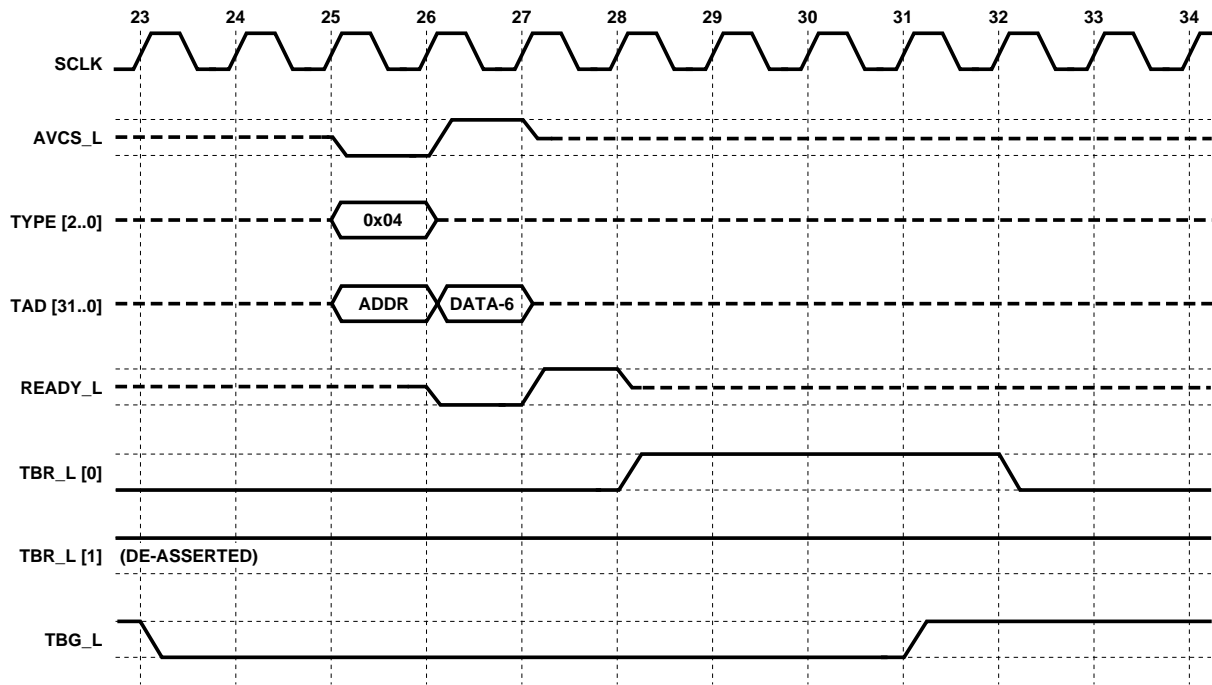 23 24 25 26 27 28 29 30 31 32 33 34
SCLK
AVCS_L
TYPE [2..0] 0x04
TAD [31..0] ADDR DATA-6
READY_L
TBR_L [0]
TBR_L [1] (DE-ASSERTED)
TBG_L